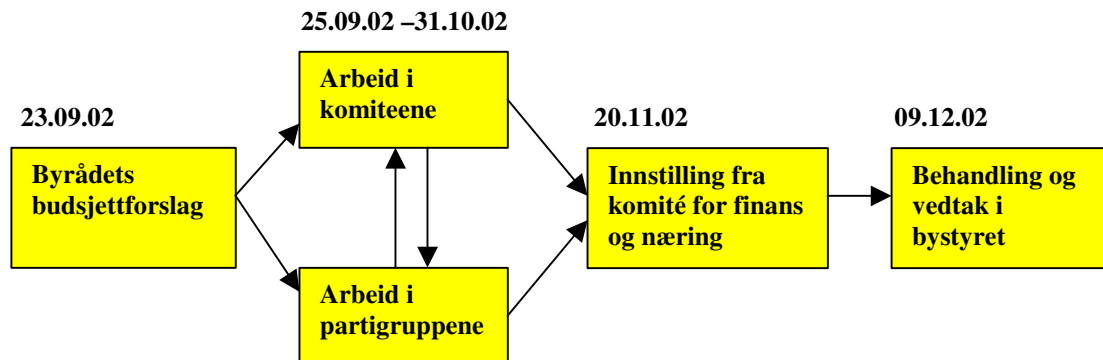 25.09.02 –31.10.02
Arbeid i
komiteene
23.09.02
Byrådets
budsjettforslag
Arbeid i
partigruppene
20.11.02
Innstilling fra
komité for finans
og næring
09.12.02
Behandling og
vedtak i
bystyret